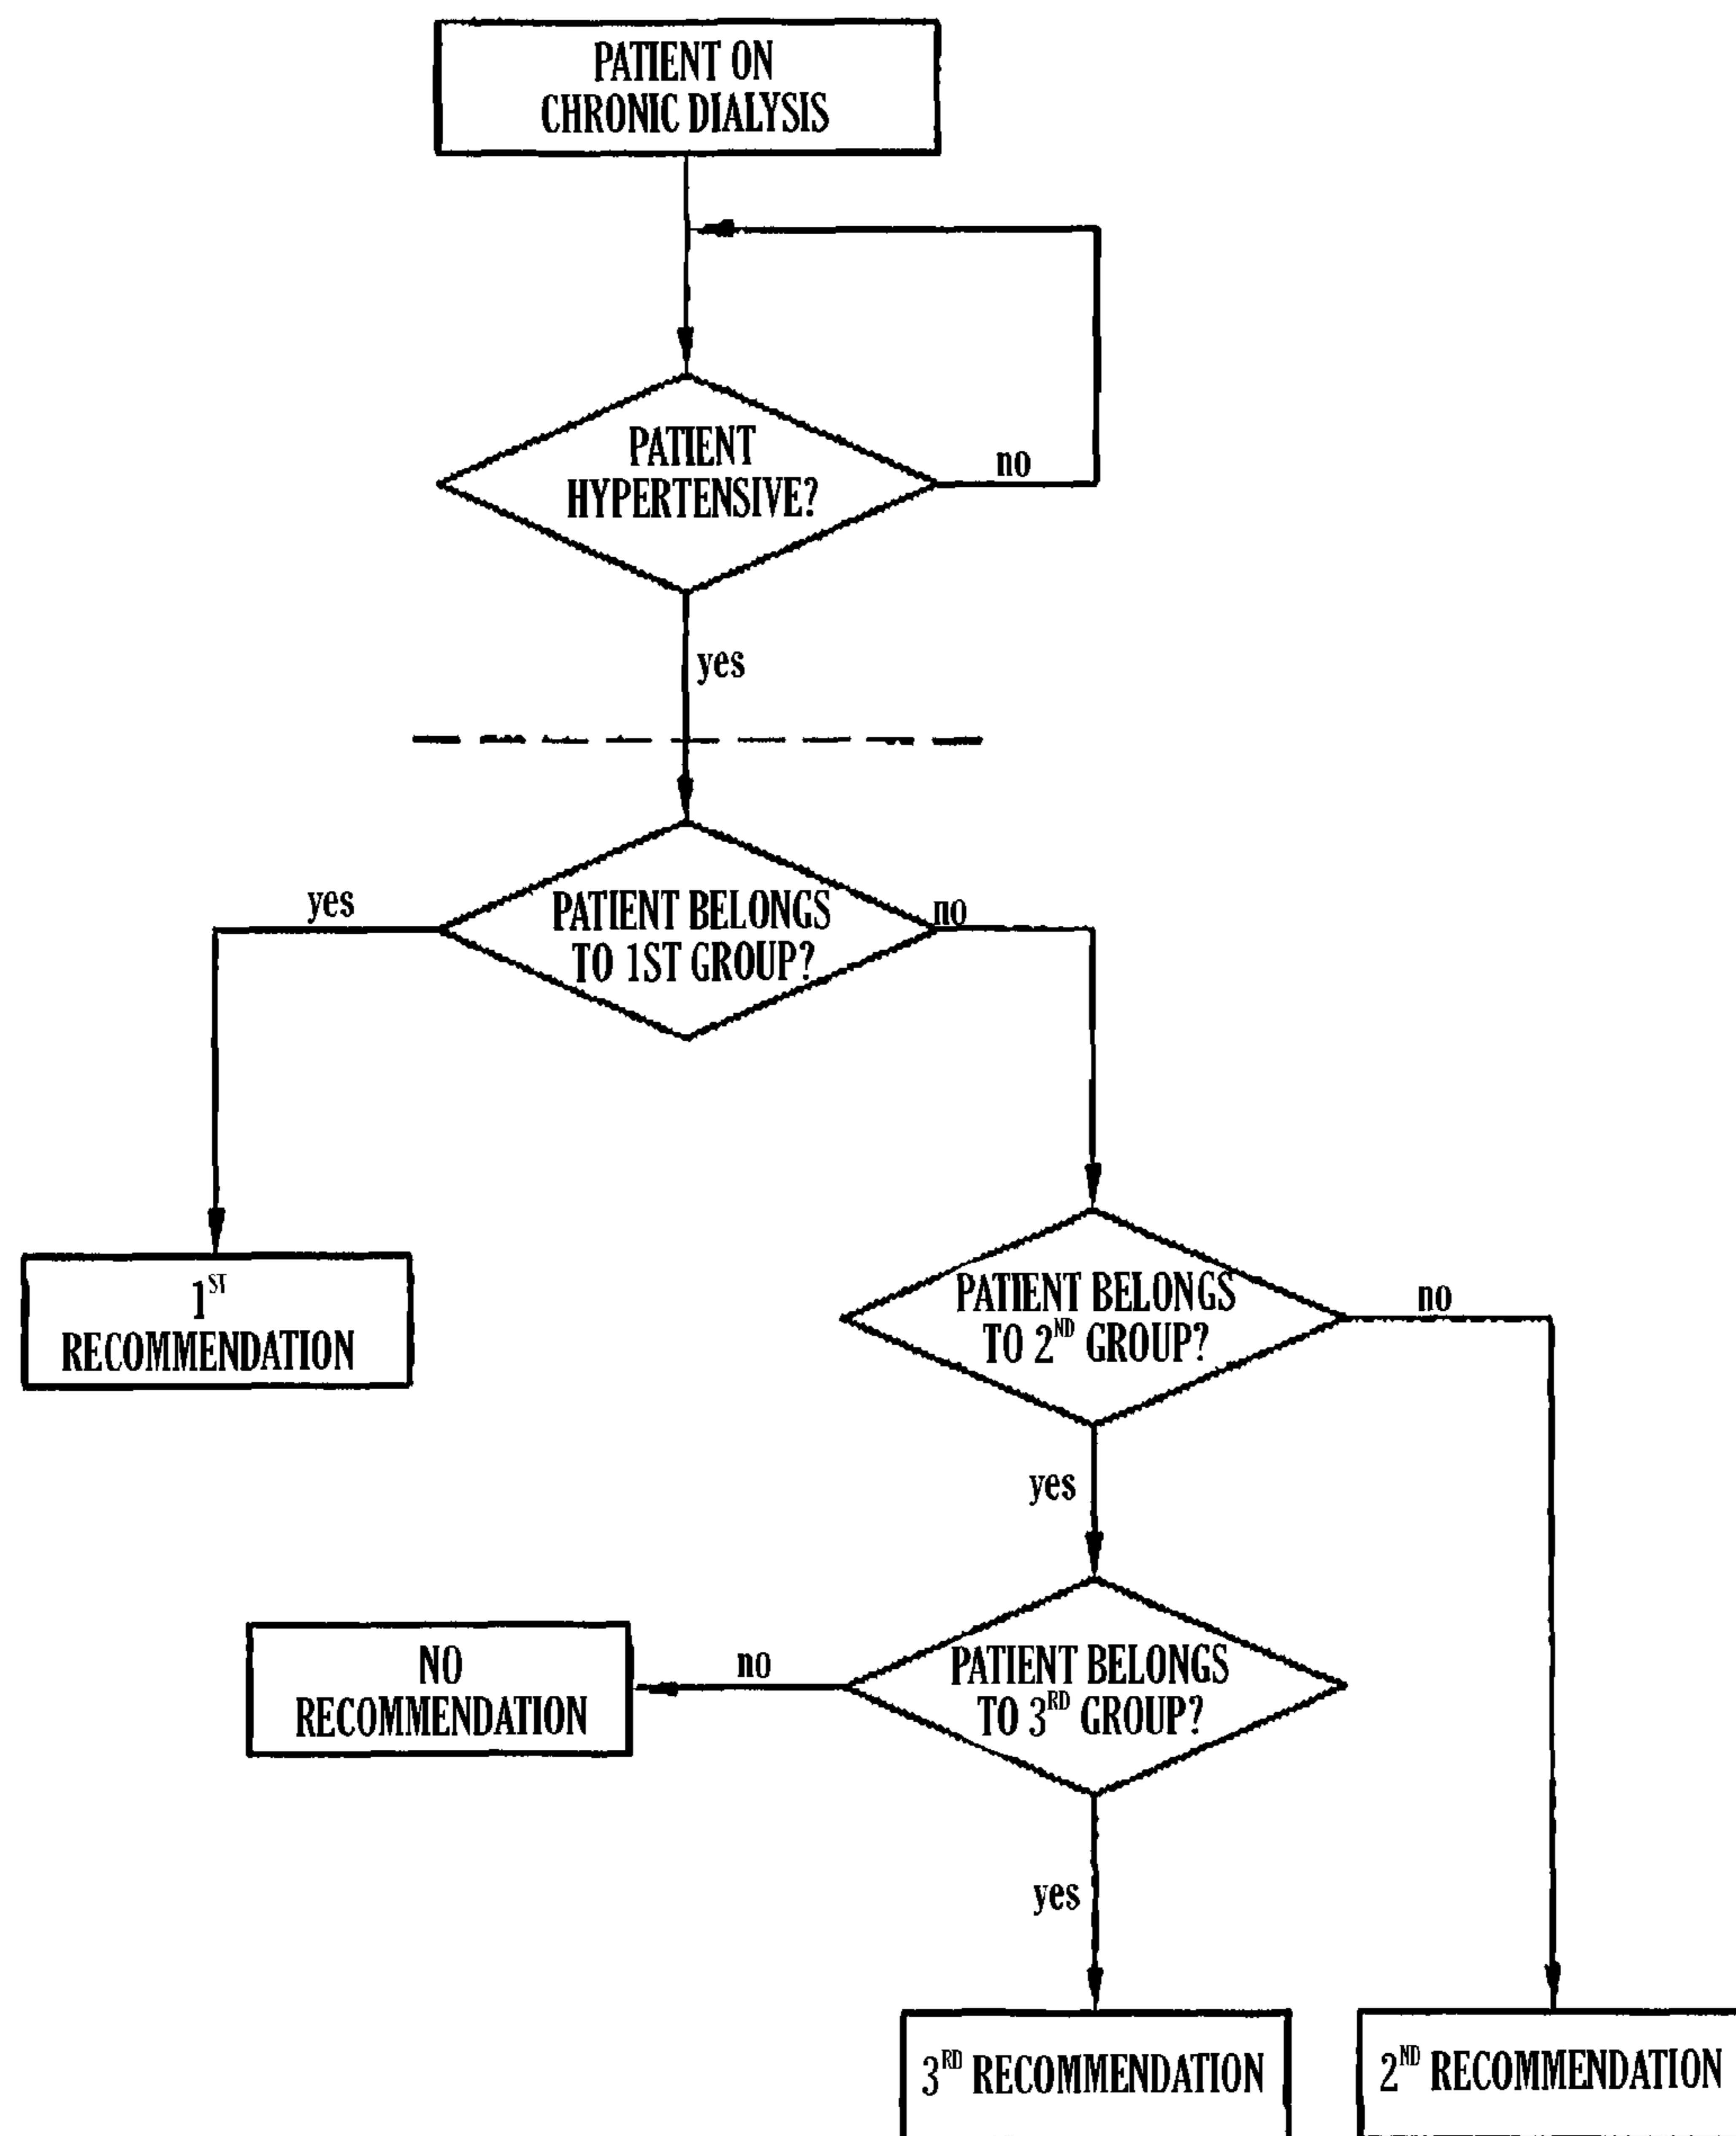 PATIENT ON
CHRONIC DIALYSIS
PATIENT
HYPERTENSIVE?
no
yes
yes
PATIENT BELONGS
TO 1ST GROUP?
no
1ST
RECOMMENDATION
PATIENT BELONGS
TO 2ND GROUP?
no
yes
NO
RECOMMENDATION
no
PATIENT BELONGS
TO 3RD GROUP?
yes
3RD RECOMMENDATION
2ND RECOMMENDATION